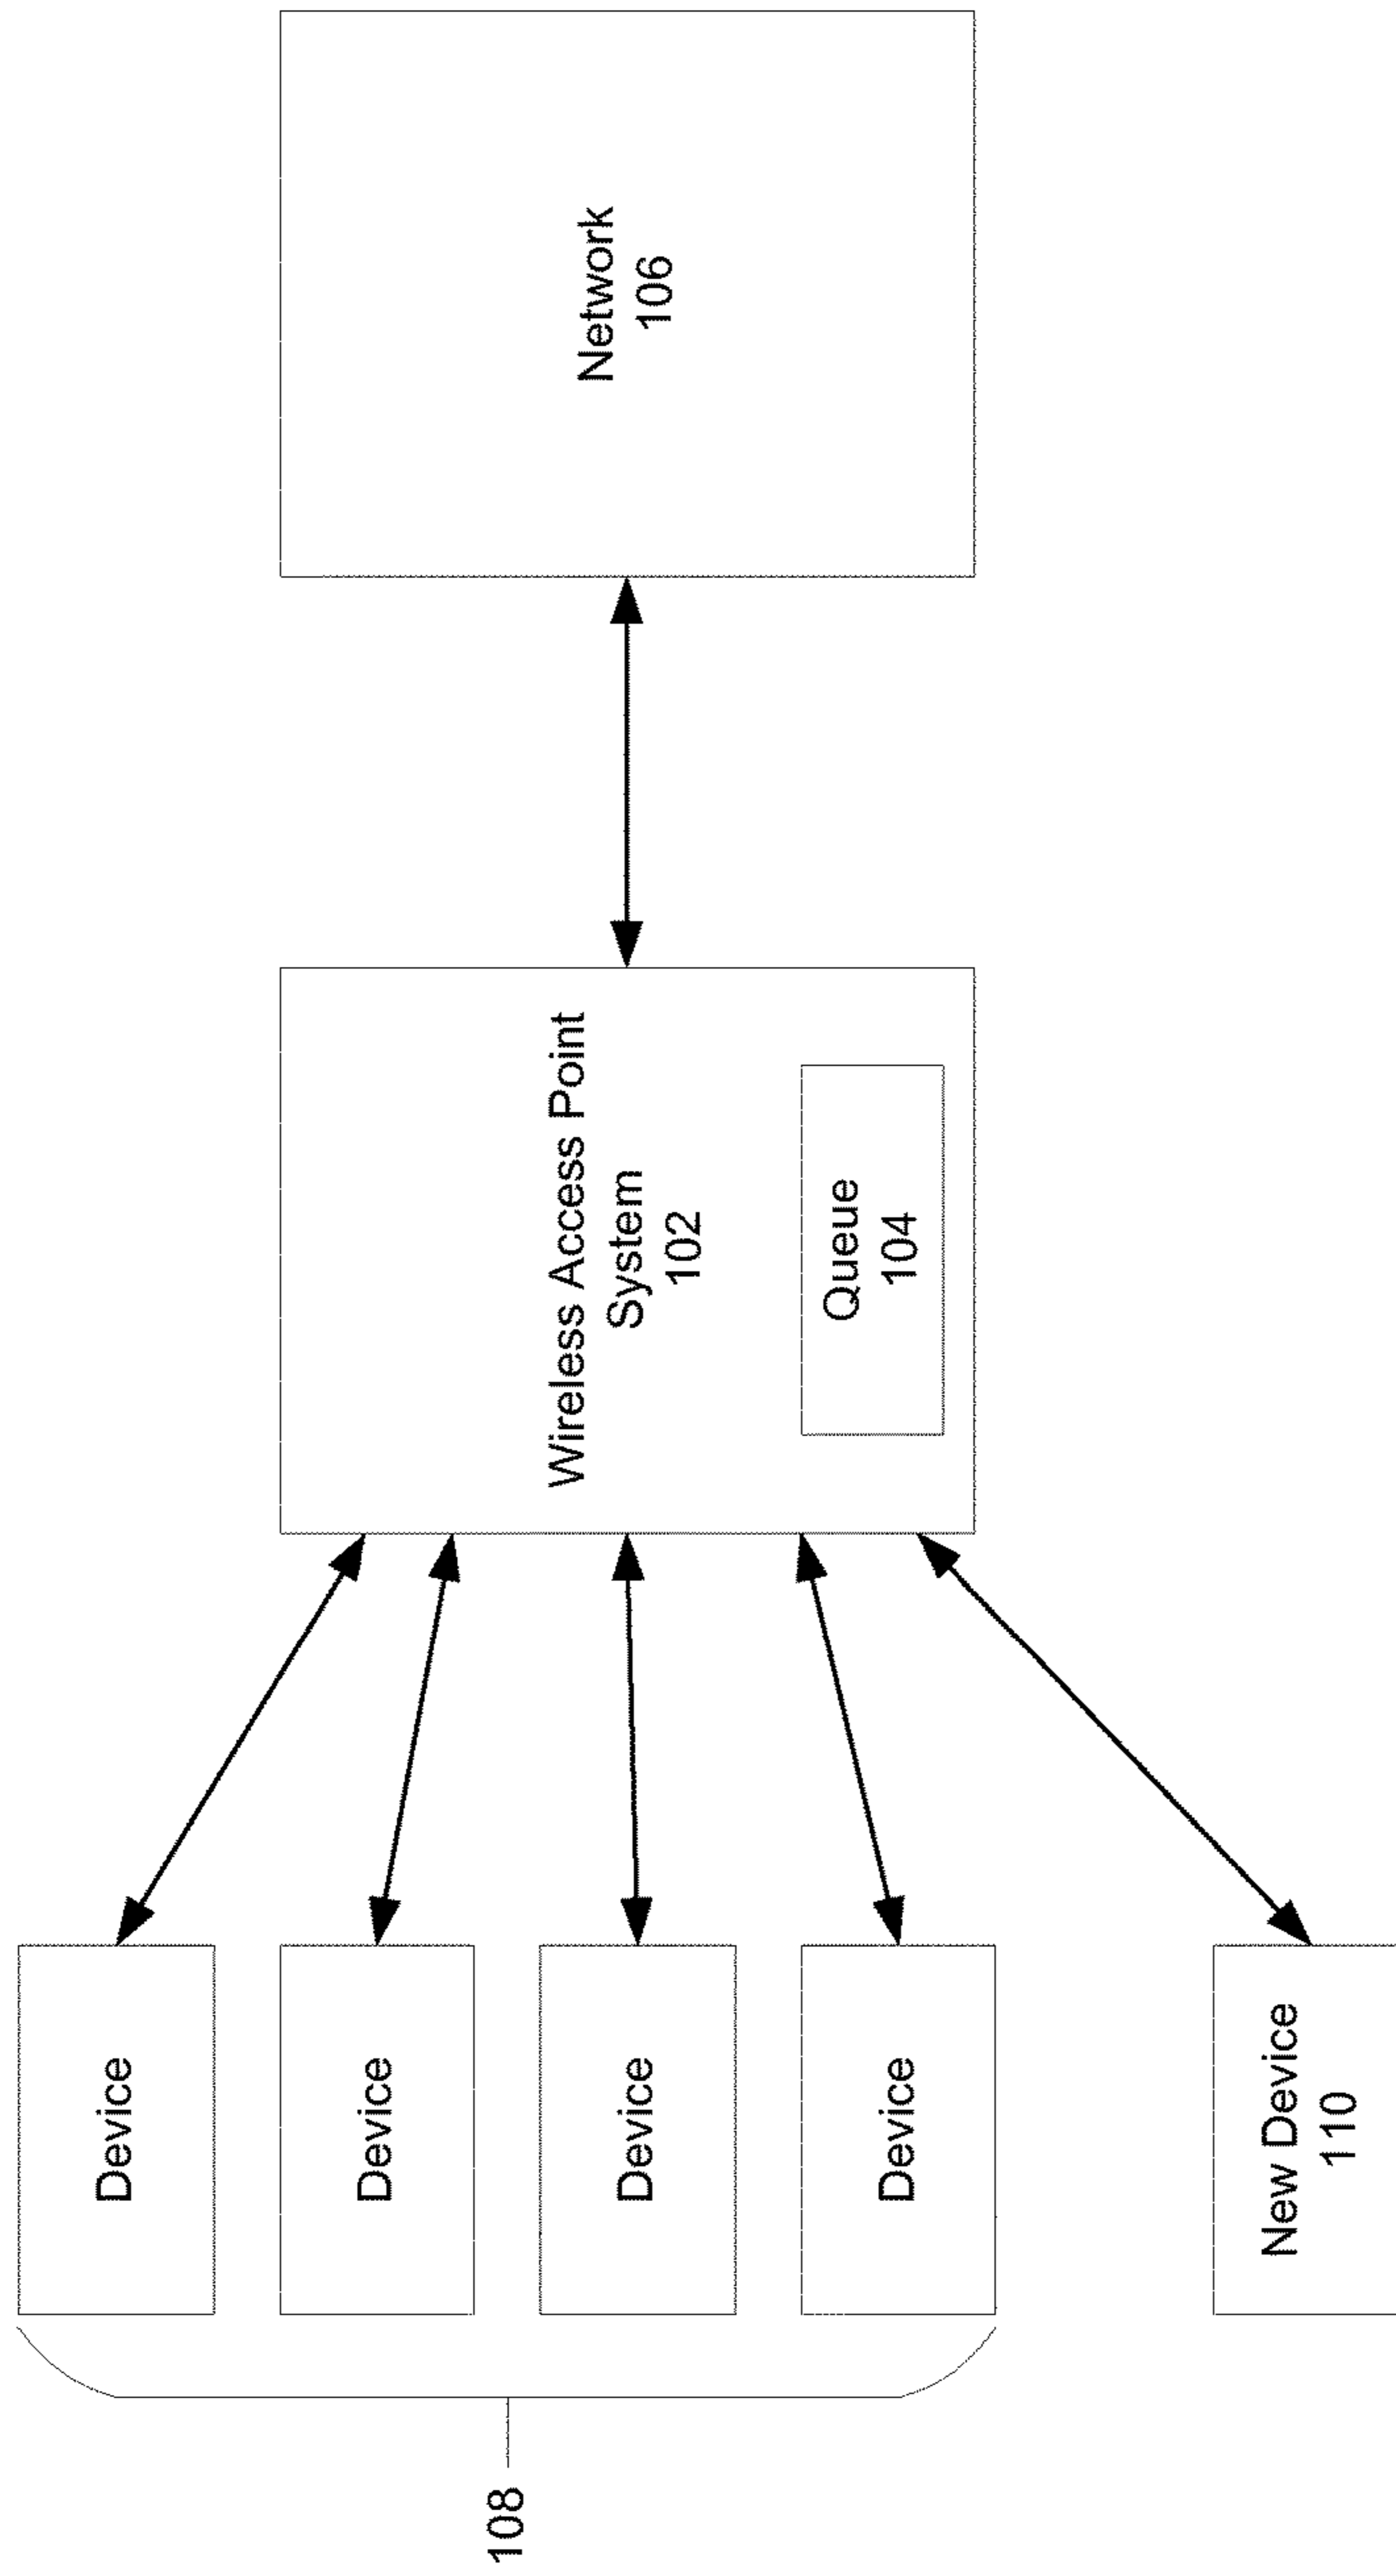 Device
Device
Device
Device
108
New Device
110
Wireless Access Point
System
102
Queue
104
Network
106